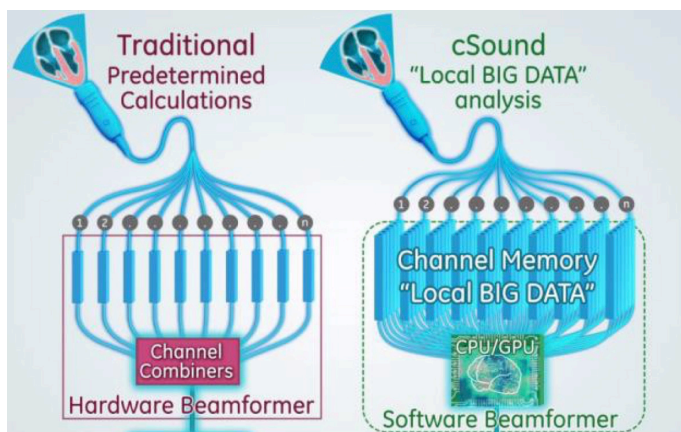 Traditional
Predetermined
Calculations
1 2 . . . . . . . n
Channel
Combiners
Hardware Beamformer
cSound
“Local BIG DATA”
analysis
1 2 . . . . . . . n
Channel Memory
“Local BIG DATA”
CPU/GPU
Software Beamformer